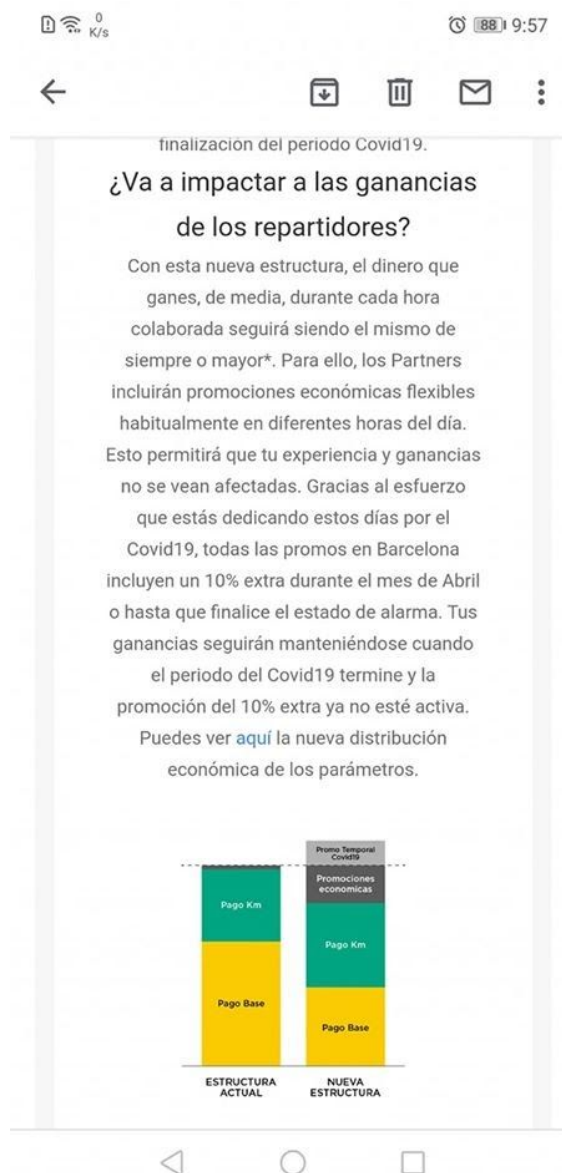 0
K/s
88 9:57
finalización del periodo Covid19.
¿Va a impactar a las ganancias
de los repartidores?
Con esta nueva estructura, el dinero que
ganes, de media, durante cada hora
colaborada seguirá siendo el mismo de
siempre o mayor*. Para ello, los Partners
incluirán promociones económicas flexibles
habitualmente en diferentes horas del día.
Esto permitirá que tu experiencia y ganancias
no se vean afectadas. Gracias al esfuerzo
que estás dedicando estos días por el
Covid19, todas las promos en Barcelona
incluyen un 10% extra durante el mes de Abril
o hasta que finalice el estado de alarma. Tus
ganancias seguirán manteniéndose cuando
el periodo del Covid19 termine y la
promoción del 10% extra ya no esté activa.
Puedes ver aquí la nueva distribución
económica de los parámetros.
Promo Temporal
Covid19
Promociones
economicas
Pago Km
Pago Km
Pago Base
Pago Base
ESTRUCTURA
ACTUAL
NUEVA
ESTRUCTURA